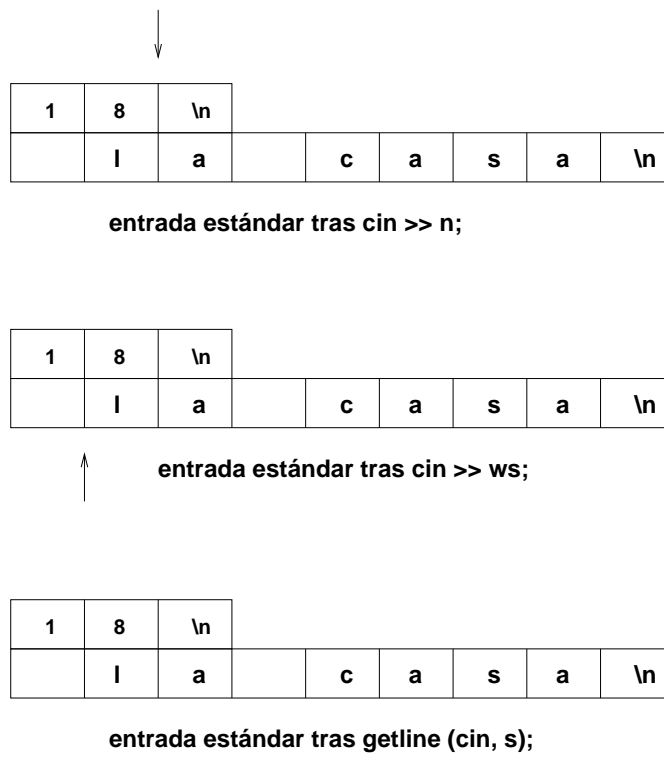 1 8 \n
l a c a s a \n
entrada estándar tras cin >> n;
1 8 \n
l a c a s a \n
entrada estándar tras cin >> ws;
1 8 \n
l a c a s a \n
entrada estándar tras getline (cin, s);